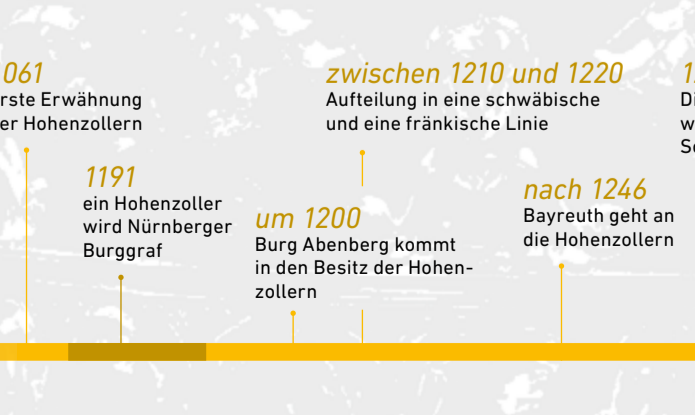 061
rste Erwähnung
er Hohenzollern
1191
ein Hohenzoller
wird Nürnberger
Burggraf
um 1200
Burg Abenberg kommt
in den Besitz der Hohen-
zollern
zwischen 1210 und 1220
Aufteilung in eine schwäbische
und eine fränkische Linie
nach 1246
Bayreuth geht an
die Hohenzollern